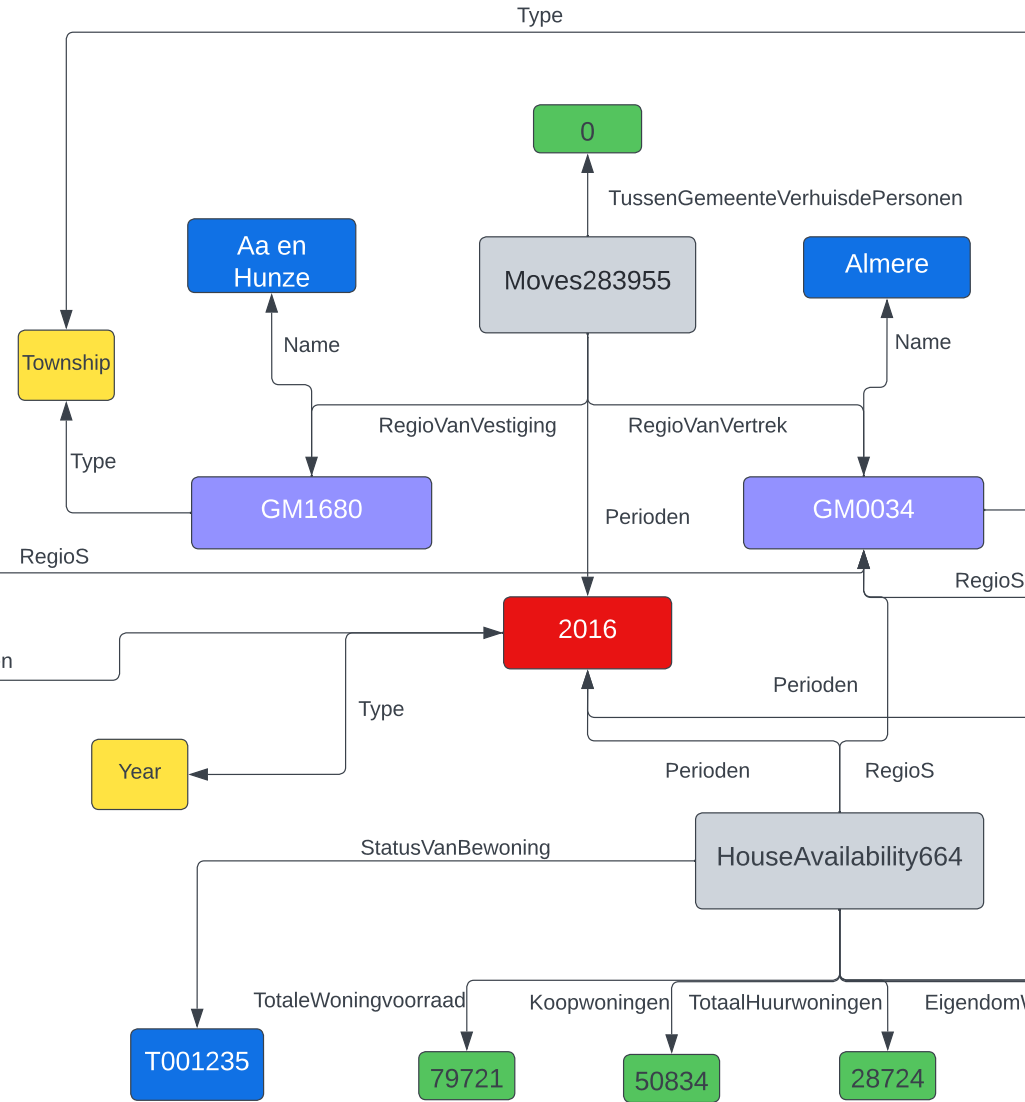 Type
0
TussenGemeenteVerhuisdePersonen
Aa en
Hunze
Moves283955
Almere
Name
Name
Township
RegioVanVestiging
RegioVanVertrek
Type
GM1680
GM0034
Perioden
RegioS
RegioS
2016
n
Perioden
Type
Year
Perioden
RegioS
StatusVanBewoning
HouseAvailability664
TotaleWoningvoorraad
Koopwoningen
TotaalHuurwoningen
EigendomW
T001235
79721
50834
28724